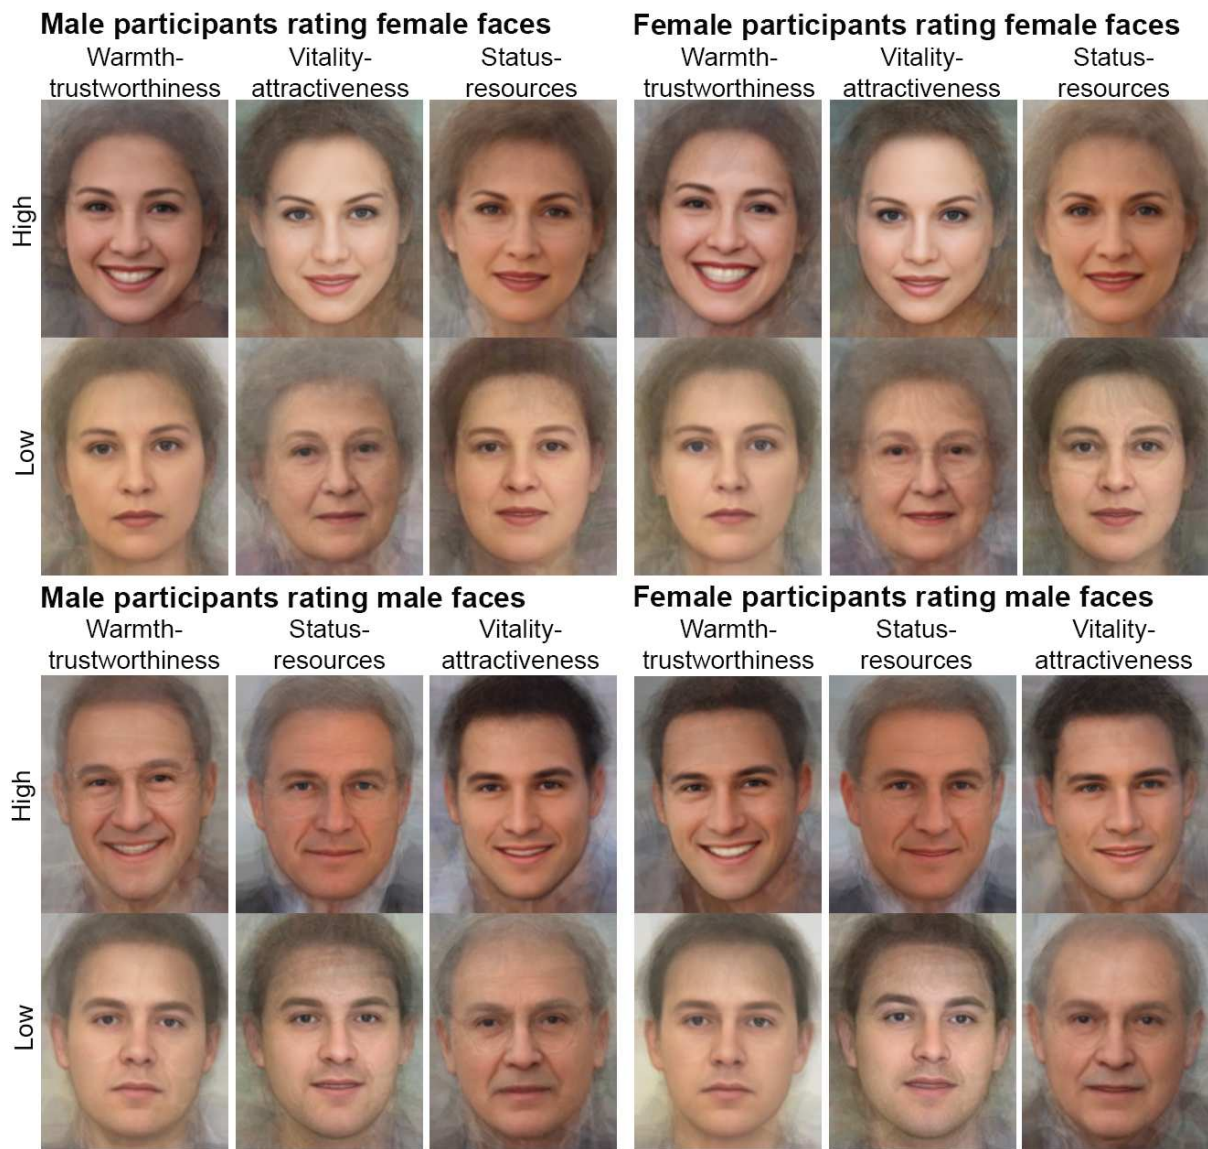 Male participants rating female faces
Warmth-
trustworthiness
Vitality-
attractiveness
Status-
resources
High
Low
Female participants rating female faces
Warmth-
trustworthiness
Vitality-
attractiveness
Status-
resources
Male participants rating male faces
Warmth-
trustworthiness
Status-
resources
Vitality-
attractiveness
High
Low
Female participants rating male faces
Warmth-
trustworthiness
Status-
resources
Vitality-
attractiveness